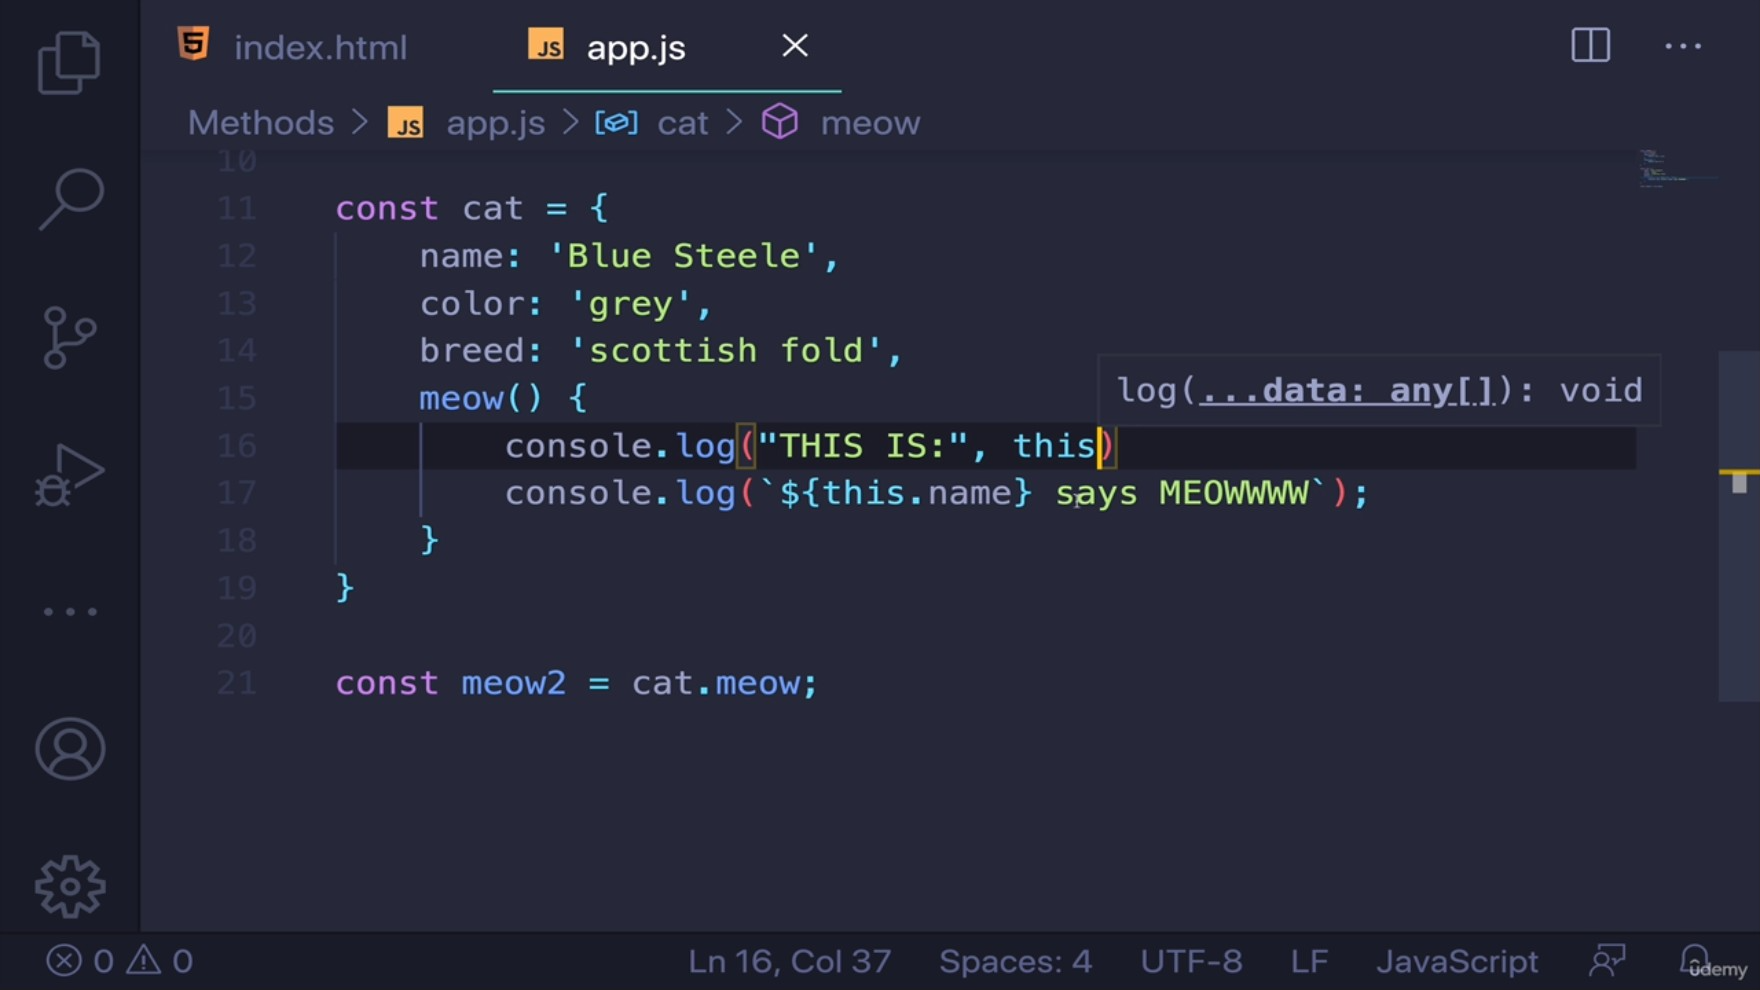 index.html
JS app.js
Methods > JS app.js > cat > meow
10
11 const cat = {
12 name: 'Blue Steele',
13 color: 'grey',
14 breed: 'scottish fold',
log(...data: any[]): void
15 meow() {
16 console.log("THIS IS:", this)
17 console.log(`${this.name} says MEOWWWW`);
18 }
19 }
20
21 const meow2 = cat.meow;
0 0 Ln 16, Col 37 Spaces: 4 UTF-8 LF JavaScript
udemy